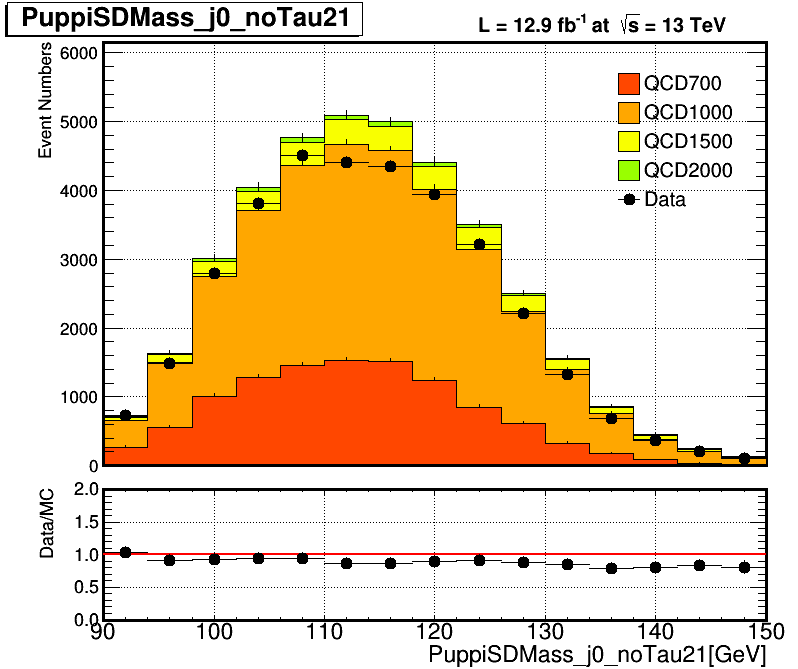 PuppiSDMass_j0_noTau21
L = 12.9 fb-1 at √s = 13 TeV
Event Numbers
6000
5000
4000
3000
2000
1000
0
QCD700
QCD1000
QCD1500
QCD2000
Data
Data/MC
2.0
1.5
1.0
0.5
0.0
90 100 110 120 130 140 150
PuppiSDMass_j0_noTau21[GeV]